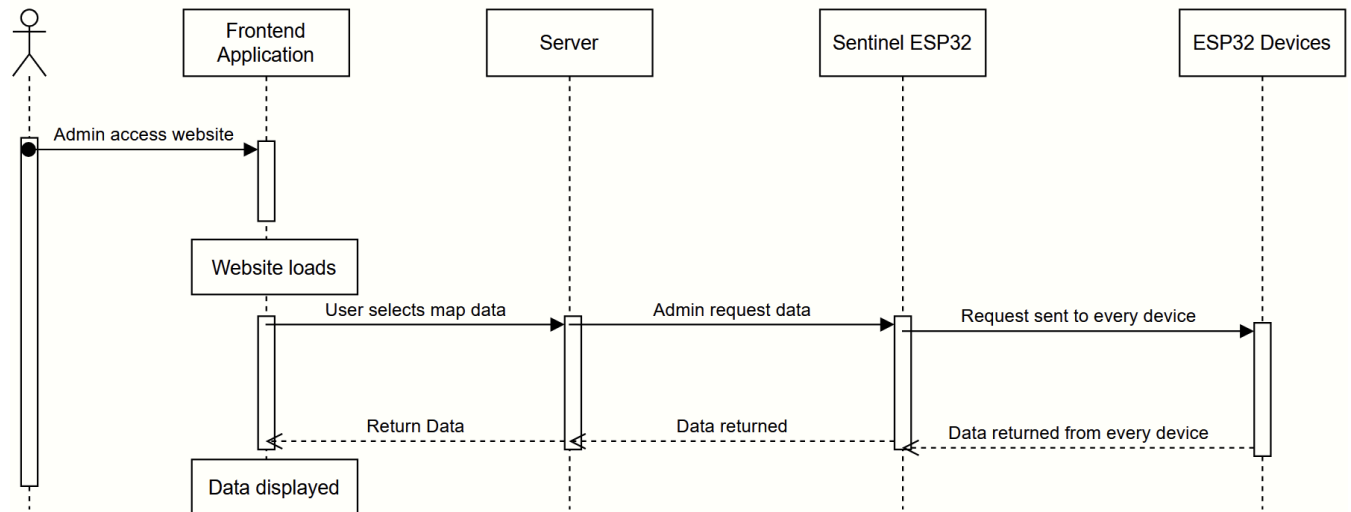 Frontend
Application
Server
Sentinel ESP32
ESP32 Devices
Admin access website
Website loads
User selects map data
Admin request data
Request sent to every device
Return Data
Data returned
Data returned from every device
Data displayed